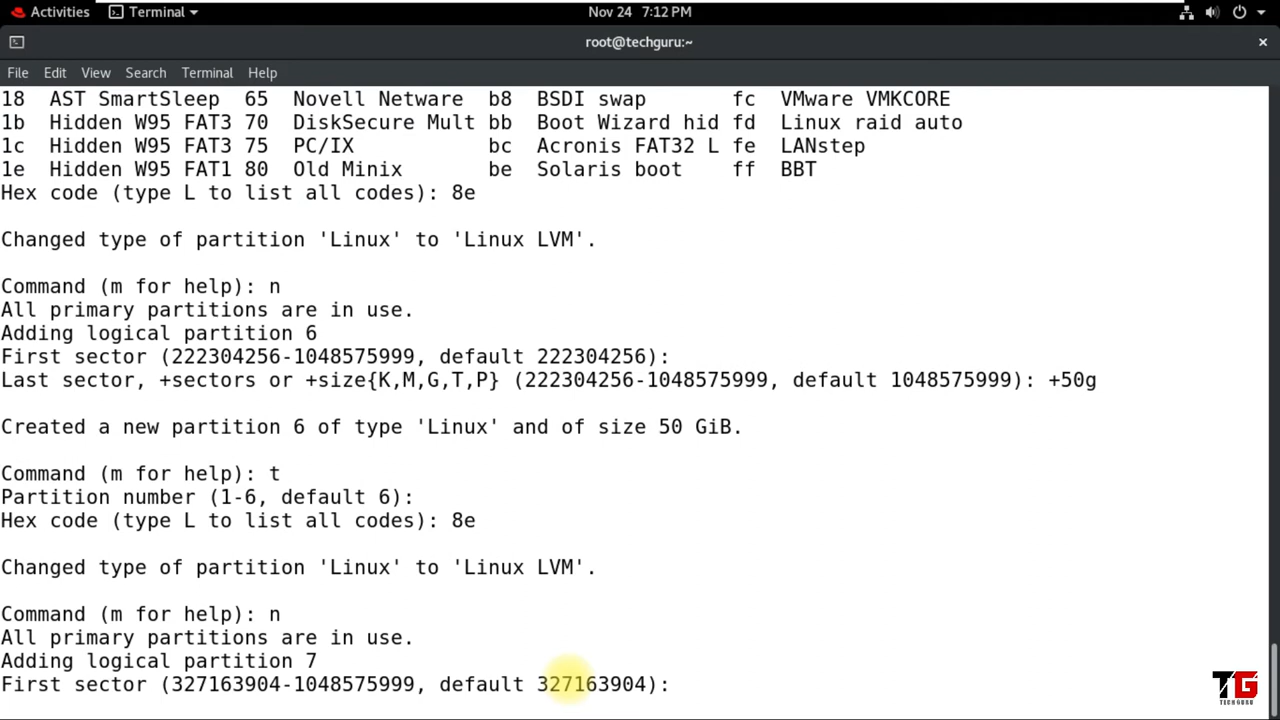 Activities Terminal Nov 24 7:12 PM
root@techguru:~ ×
File Edit View Search Terminal Help
18 AST SmartSleep 65 Novell Netware b8 BSDI swap fc VMware VMKCORE
1b Hidden W95 FAT3 70 DiskSecure Mult bb Boot Wizard hid fd Linux raid auto
1c Hidden W95 FAT3 75 PC/IX bc Acronis FAT32 L fe LANstep
1e Hidden W95 FAT1 80 Old Minix be Solaris boot ff BBT
Hex code (type L to list all codes): 8e
Changed type of partition 'Linux' to 'Linux LVM'.
Command (m for help): n
All primary partitions are in use.
Adding logical partition 6
First sector (222304256-1048575999, default 222304256):
Last sector, +sectors or +size{K,M,G,T,P} (222304256-1048575999, default 1048575999): +50g
Created a new partition 6 of type 'Linux' and of size 50 GiB.
Command (m for help): t
Partition number (1-6, default 6):
Hex code (type L to list all codes): 8e
Changed type of partition 'Linux' to 'Linux LVM'.
Command (m for help): n
All primary partitions are in use.
Adding logical partition 7
First sector (327163904-1048575999, default 327163904):
TG
TECH GURU